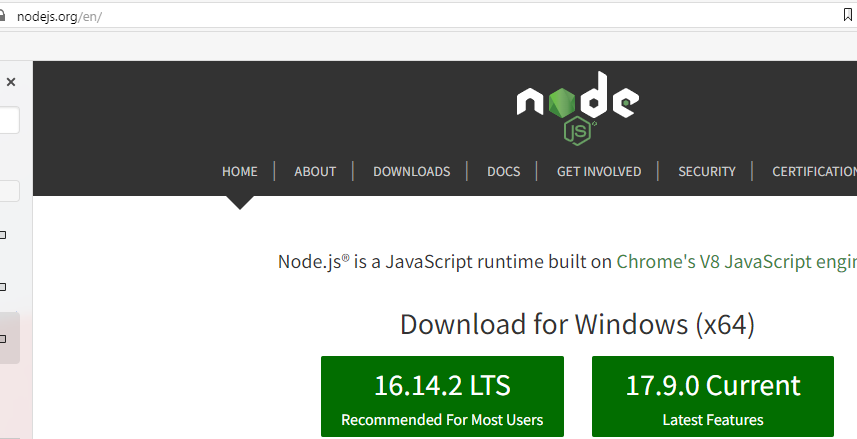 nodejs.org/en/
node
JS
HOME ABOUT DOWNLOADS DOCS GET INVOLVED SECURITY CERTIFICATION
Node.js® is a JavaScript runtime built on Chrome's V8 JavaScript engin
Download for Windows (x64)
16.14.2 LTS 17.9.0 Current
Recommended For Most Users Latest Features